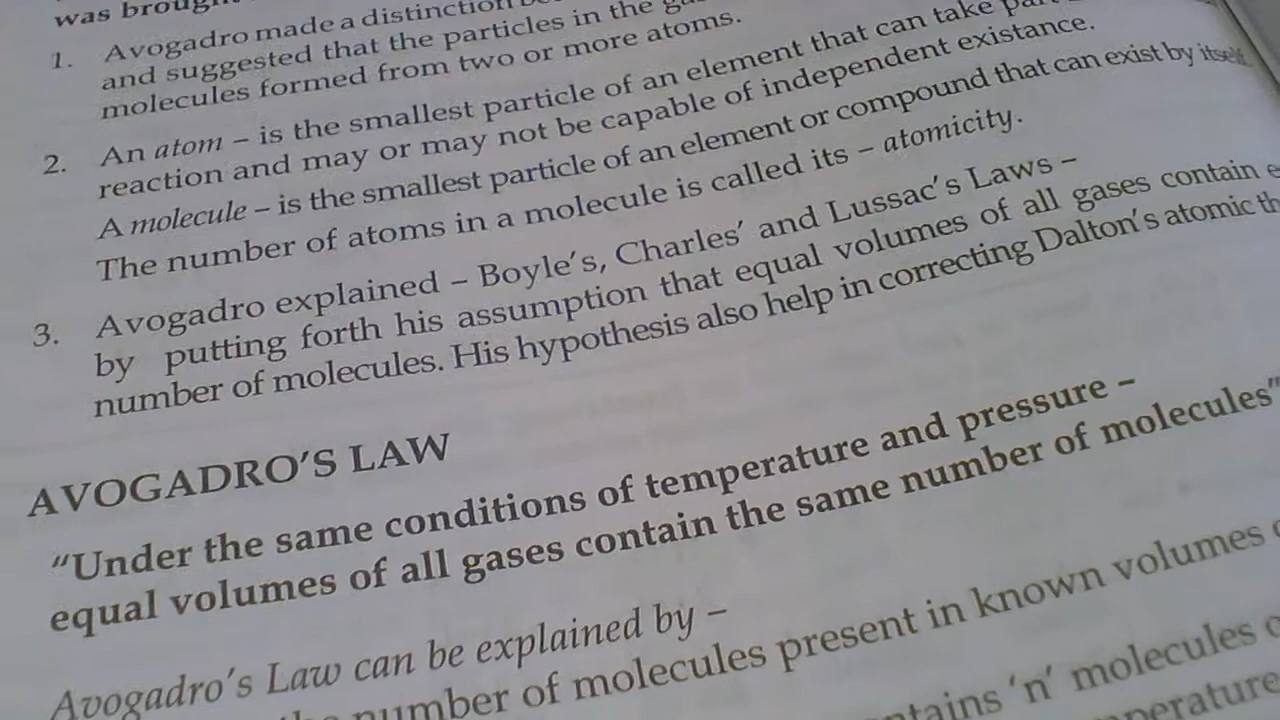 was brough
1. Avogadro made a distinction
and suggested that the particles in the
molecules formed from two or more atoms.
2. An atom – is the smallest particle of an element that can take
reaction and may or may not be capable of independent existance.
A molecule – is the smallest particle of an element or compound that can exist by itself.
The number of atoms in a molecule is called its – atomicity.
3. Avogadro explained – Boyle's, Charles' and Lussac's Laws –
by putting forth his assumption that equal volumes of all gases contain e
number of molecules. His hypothesis also help in correcting Dalton's atomic th
AVOGADRO'S LAW
"Under the same conditions of temperature and pressure –
equal volumes of all gases contain the same number of molecules"
Avogadro's Law can be explained by –
number of molecules present in known volumes
ntains 'n' molecules
perature